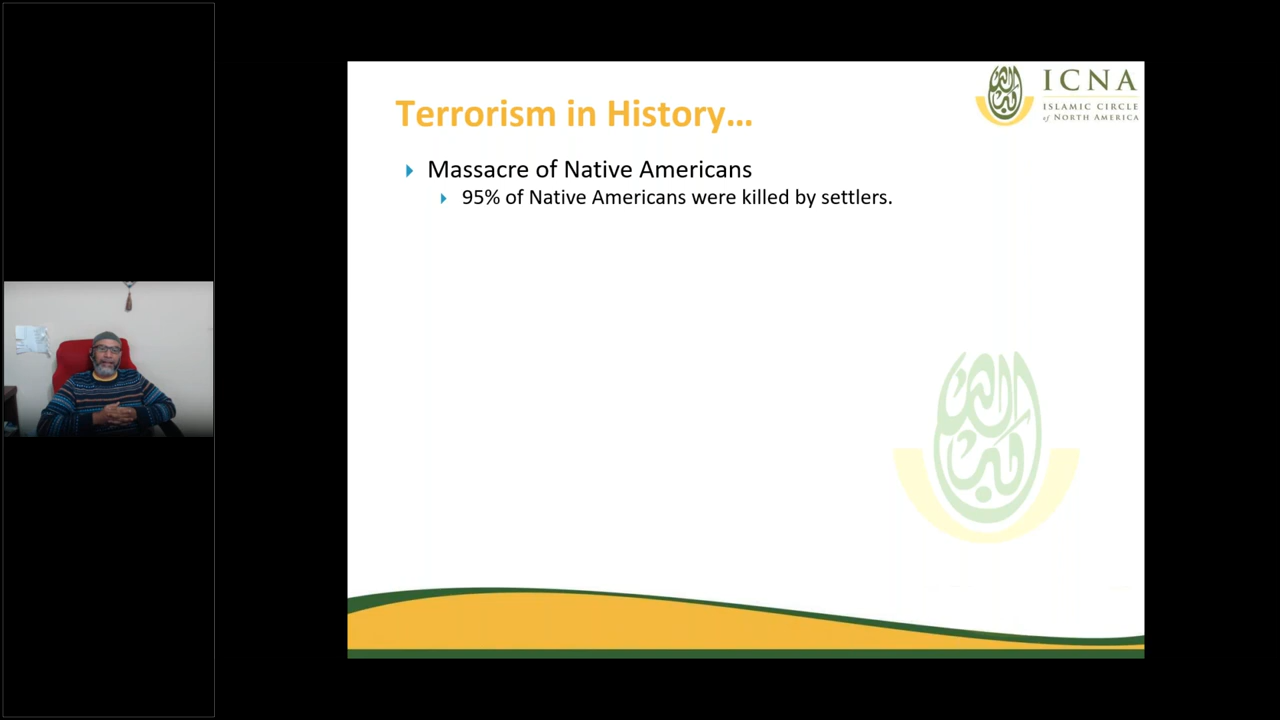 Terrorism in History...
ICNA
ISLAMIC CIRCLE
of NORTH AMERICA
Massacre of Native Americans
95% of Native Americans were killed by settlers.